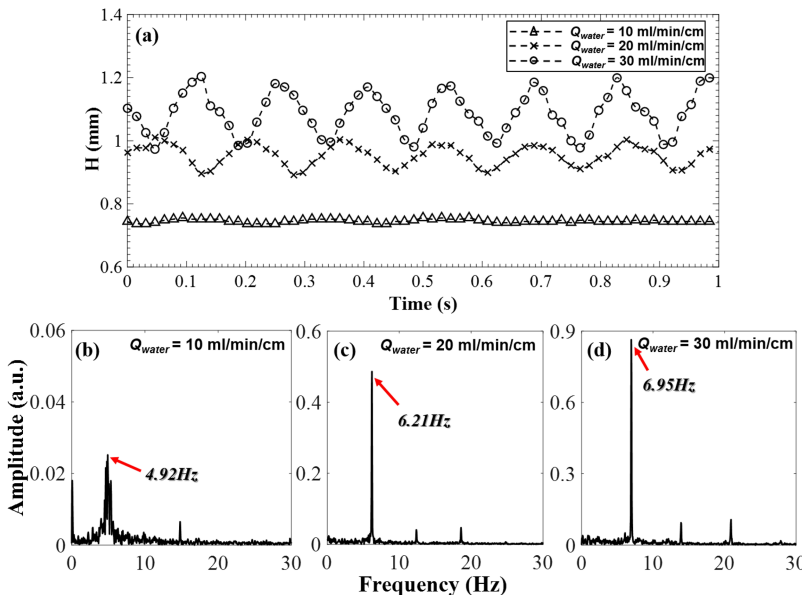 1.4
(a)
Q_water = 10 ml/min/cm
Q_water = 20 ml/min/cm
Q_water = 30 ml/min/cm
1.2
H (mm)
1
0.8
0.6
0 0.1 0.2 0.3 0.4 0.5 0.6 0.7 0.8 0.9 1
Time (s)
0.06 0.6 0.9
(b) Q_water = 10 ml/min/cm
(c) Q_water = 20 ml/min/cm
(d) Q_water = 30 ml/min/cm
6.95Hz
6.21Hz
4.92Hz
Amplitude (a.u.)
0.04 0.4 0.6
0.02 0.2 0.3
0 0 0
0 10 20 30 0 10 20 30 0 10 20 30
Frequency (Hz)